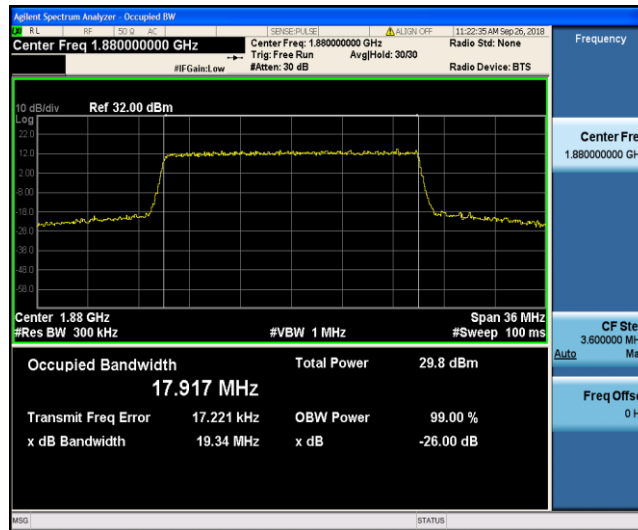 Agilent Spectrum Analyzer - Occupied BW
RL RF 50 Ω AC SENSE:PULSE ALIGN OFF 11:22:35 AM Sep 26, 2018
Center Freq 1.880000000 GHz
Center Freq: 1.880000000 GHz
Radio Std: None
Trig: Free Run Avg|Hold: 30/30
#IFGain:Low
#Atten: 30 dB
Radio Device: BTS
10 dB/div Ref 32.00 dBm
Log
22.0
12.0
2.00
-8.00
-18.0
-28.0
-38.0
-48.0
-58.0
Center 1.88 GHz
Span 36 MHz
#Res BW 300 kHz
#VBW 1 MHz
#Sweep 100 ms
Occupied Bandwidth
17.917 MHz
Total Power 29.8 dBm
Transmit Freq Error 17.221 kHz
OBW Power 99.00 %
x dB Bandwidth 19.34 MHz
x dB -26.00 dB
MSG
STATUS
Frequency
Center Fre
1.880000000 GH
CF Ste
3.600000 MH
Auto Ma
Freq Offse
0 H